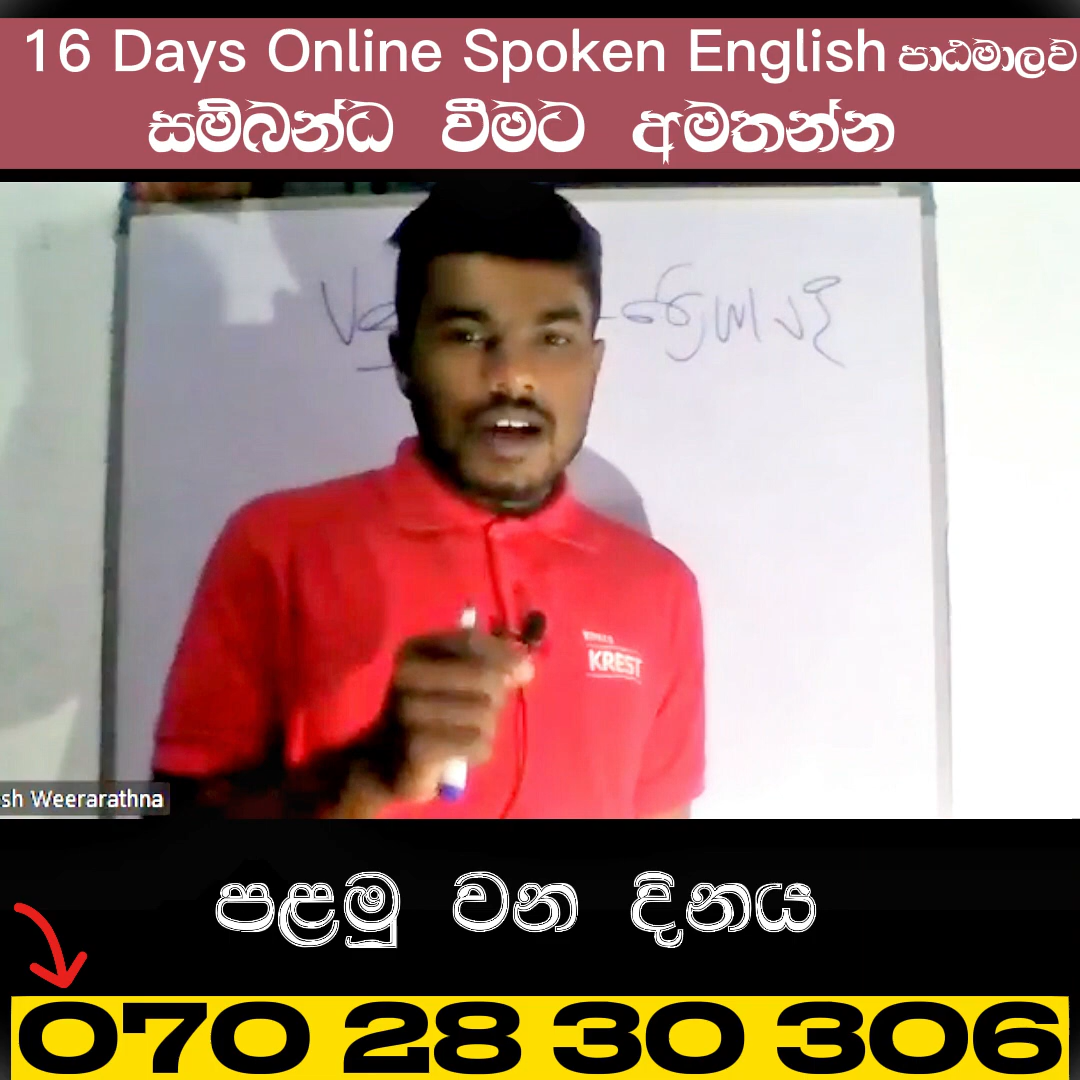 16 Days Online Spoken English පාඨමාලව
සම්බන්ධ වීමට අමතන්න
KREST
sh Weerarathna
පළමු වන දිනය
070 28 30 306